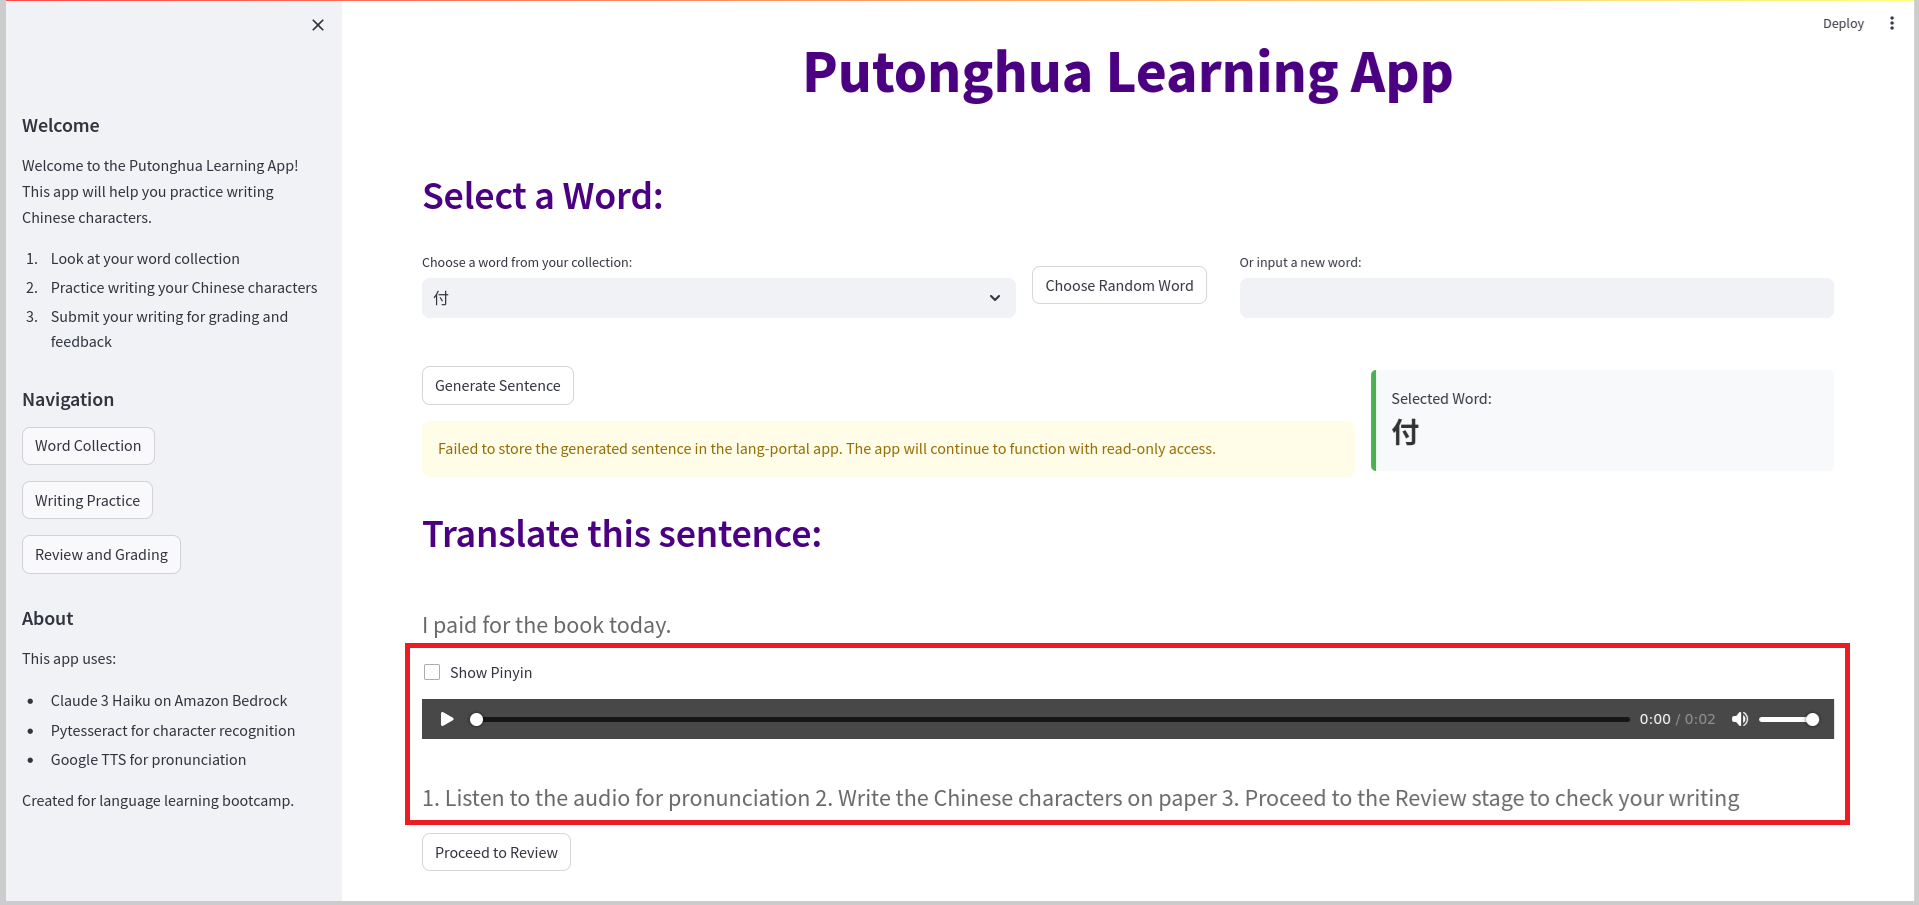 Deploy
Putonghua Learning App
Welcome
Welcome to the Putonghua Learning App!
This app will help you practice writing
Chinese characters.
1. Look at your word collection
2. Practice writing your Chinese characters
3. Submit your writing for grading and
feedback
Navigation
Word Collection
Writing Practice
Review and Grading
About
This app uses:
• Claude 3 Haiku on Amazon Bedrock
• Pytesseract for character recognition
• Google TTS for pronunciation
Created for language learning bootcamp.
Select a Word:
Choose a word from your collection:
付
Choose Random Word
Or input a new word:
Generate Sentence
Failed to store the generated sentence in the lang-portal app. The app will continue to function with read-only access.
Selected Word:
付
Translate this sentence:
I paid for the book today.
Show Pinyin
0:00 / 0:02
1. Listen to the audio for pronunciation 2. Write the Chinese characters on paper 3. Proceed to the Review stage to check your writing
Proceed to Review